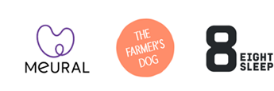 MEURAL
THE
FARMER'S
DOG
8 EIGHT
SLEEP